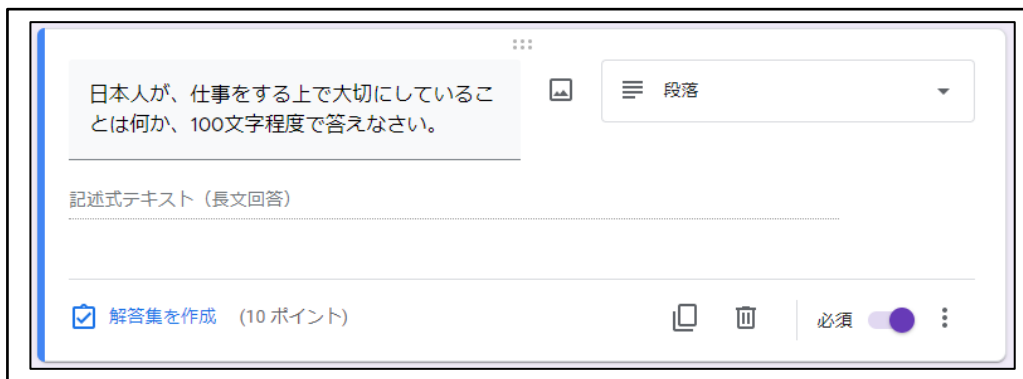 日本人が、仕事をする上で大切にしているこ
とは何か、100文字程度で答えなさい。
段落
記述式テキスト（長文回答）
解答集を作成 (10 ポイント)
必須